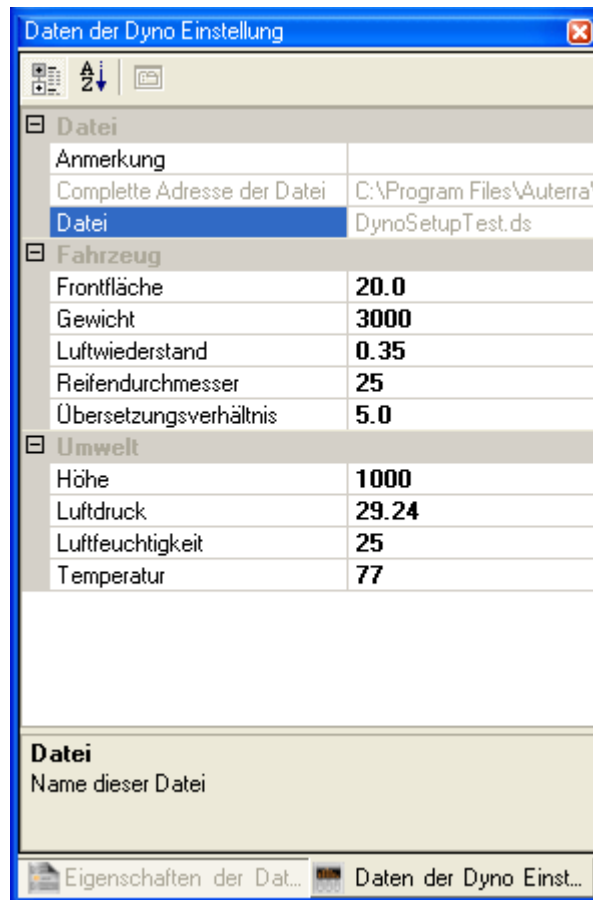 Daten der Dyno Einstellung
Datei
Anmerkung
Complette Adresse der Datei C:\Program Files\Auterra\
Datei DynoSetupTest.ds
Fahrzeug
Frontfläche 20.0
Gewicht 3000
Luftwiederstand 0.35
Reifendurchmesser 25
Übersetzungsverhältnis 5.0
Umwelt
Höhe 1000
Luftdruck 29.24
Luftfeuchtigkeit 25
Temperatur 77
Datei
Name dieser Datei
Eigenschaften der Dat... Daten der Dyno Einst...